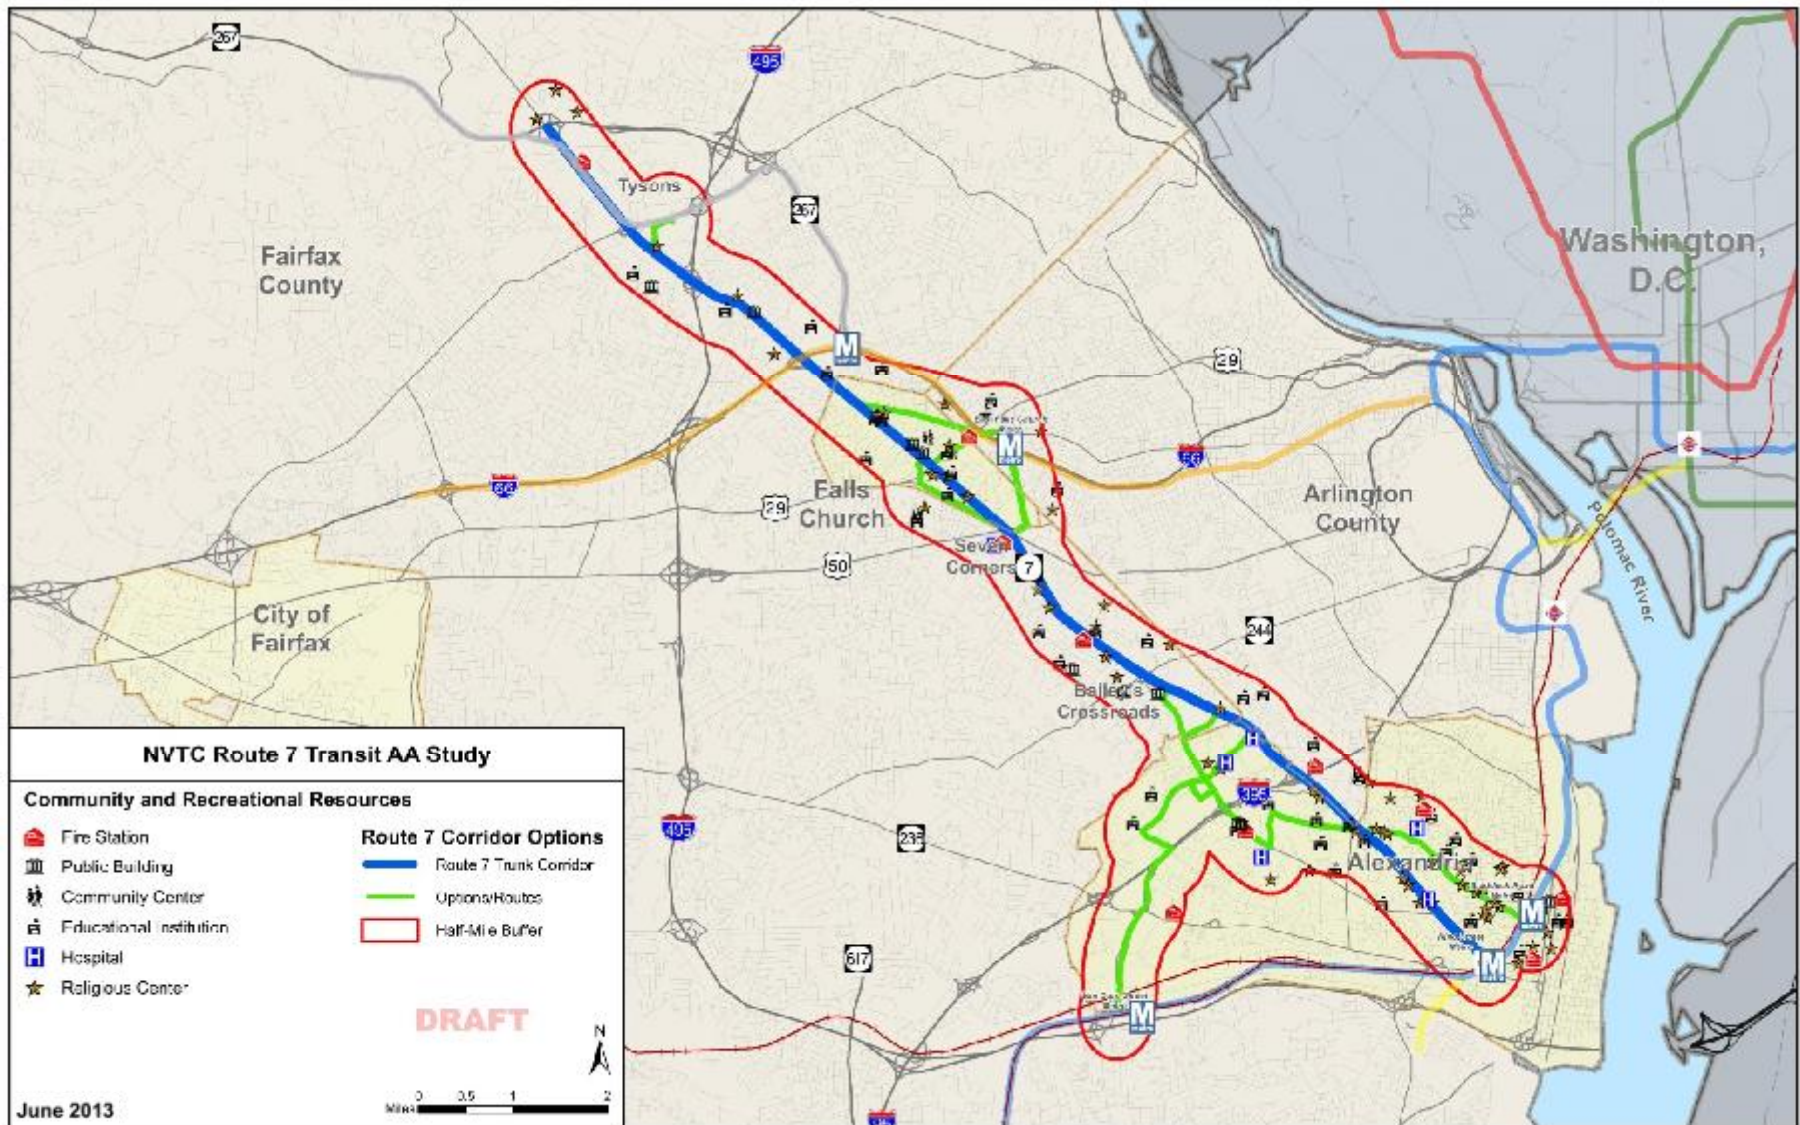 267
495
Tysons
267
Fairfax
County
Washington,
D.C.
29
66
66
Falls
Church
29
Arlington
County
Potomac River
Seven
Corners
7
50
City of
Fairfax
244
Bailey's
Crossroads
395
495
236
Alexandria
617
M
M
M
M
M
H
H
H
H
H
NVTC Route 7 Transit AA Study
Community and Recreational Resources
Fire Station
Public Building
Community Center
Educational Institution
H Hospital
Religious Center
Route 7 Corridor Options
Route 7 Trunk Corridor
Options/Routes
Half-Mile Buffer
DRAFT
N
0 0.5 1 2
Miles
June 2013